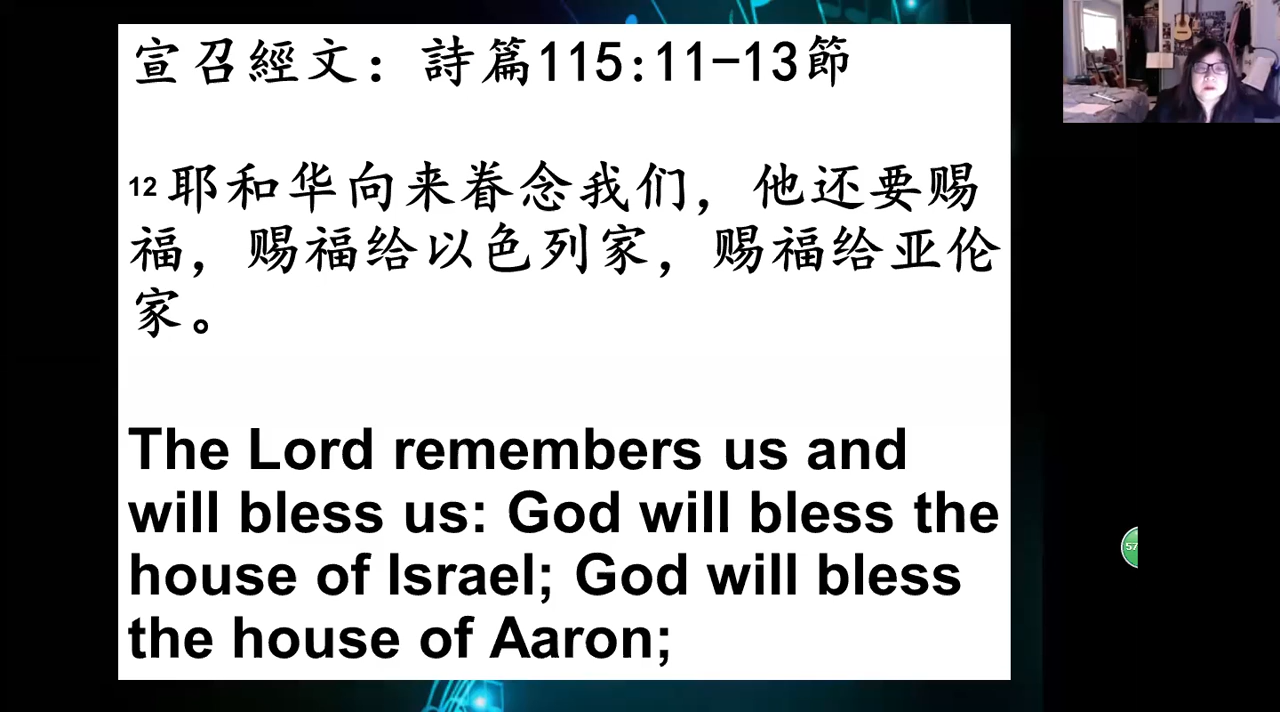 宣召經文：詩篇115:11-13節
12 耶和华向来眷念我们，他还要赐
福，赐福给以色列家，赐福给亚伦
家。
The Lord remembers us and
will bless us: God will bless the
house of Israel; God will bless
the house of Aaron;
57